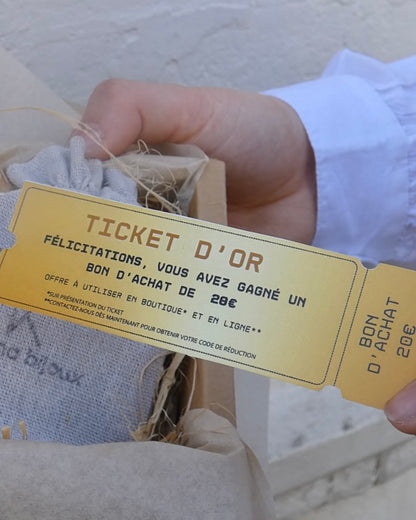 TICKET D'OR
FÉLICITATIONS, VOUS AVEZ GAGNÉ UN
BON D'ACHAT DE 20€
OFFRE À UTILISER EN BOUTIQUE* ET EN LIGNE**
*SUR PRÉSENTATION DU TICKET
**CONTACTEZ-NOUS DÈS MAINTENANT POUR OBTENIR VOTRE CODE DE RÉDUCTION
BON
D'ACHAT
20€
bijoux